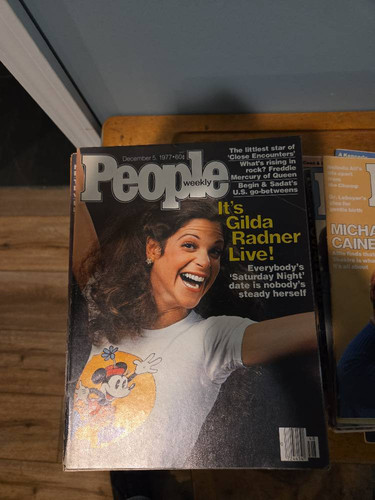 December 5, 1977 • 60¢
People
weekly
The littlest star of
'Close Encounters'
What's rising in
rock? Freddie
Mercury of Queen
Begin & Sadat's
U.S. go-betweens
It's
Gilda
Radner
Live!
Everybody's
'Saturday Night'
date is nobody's
steady herself
MICHA
CAINE